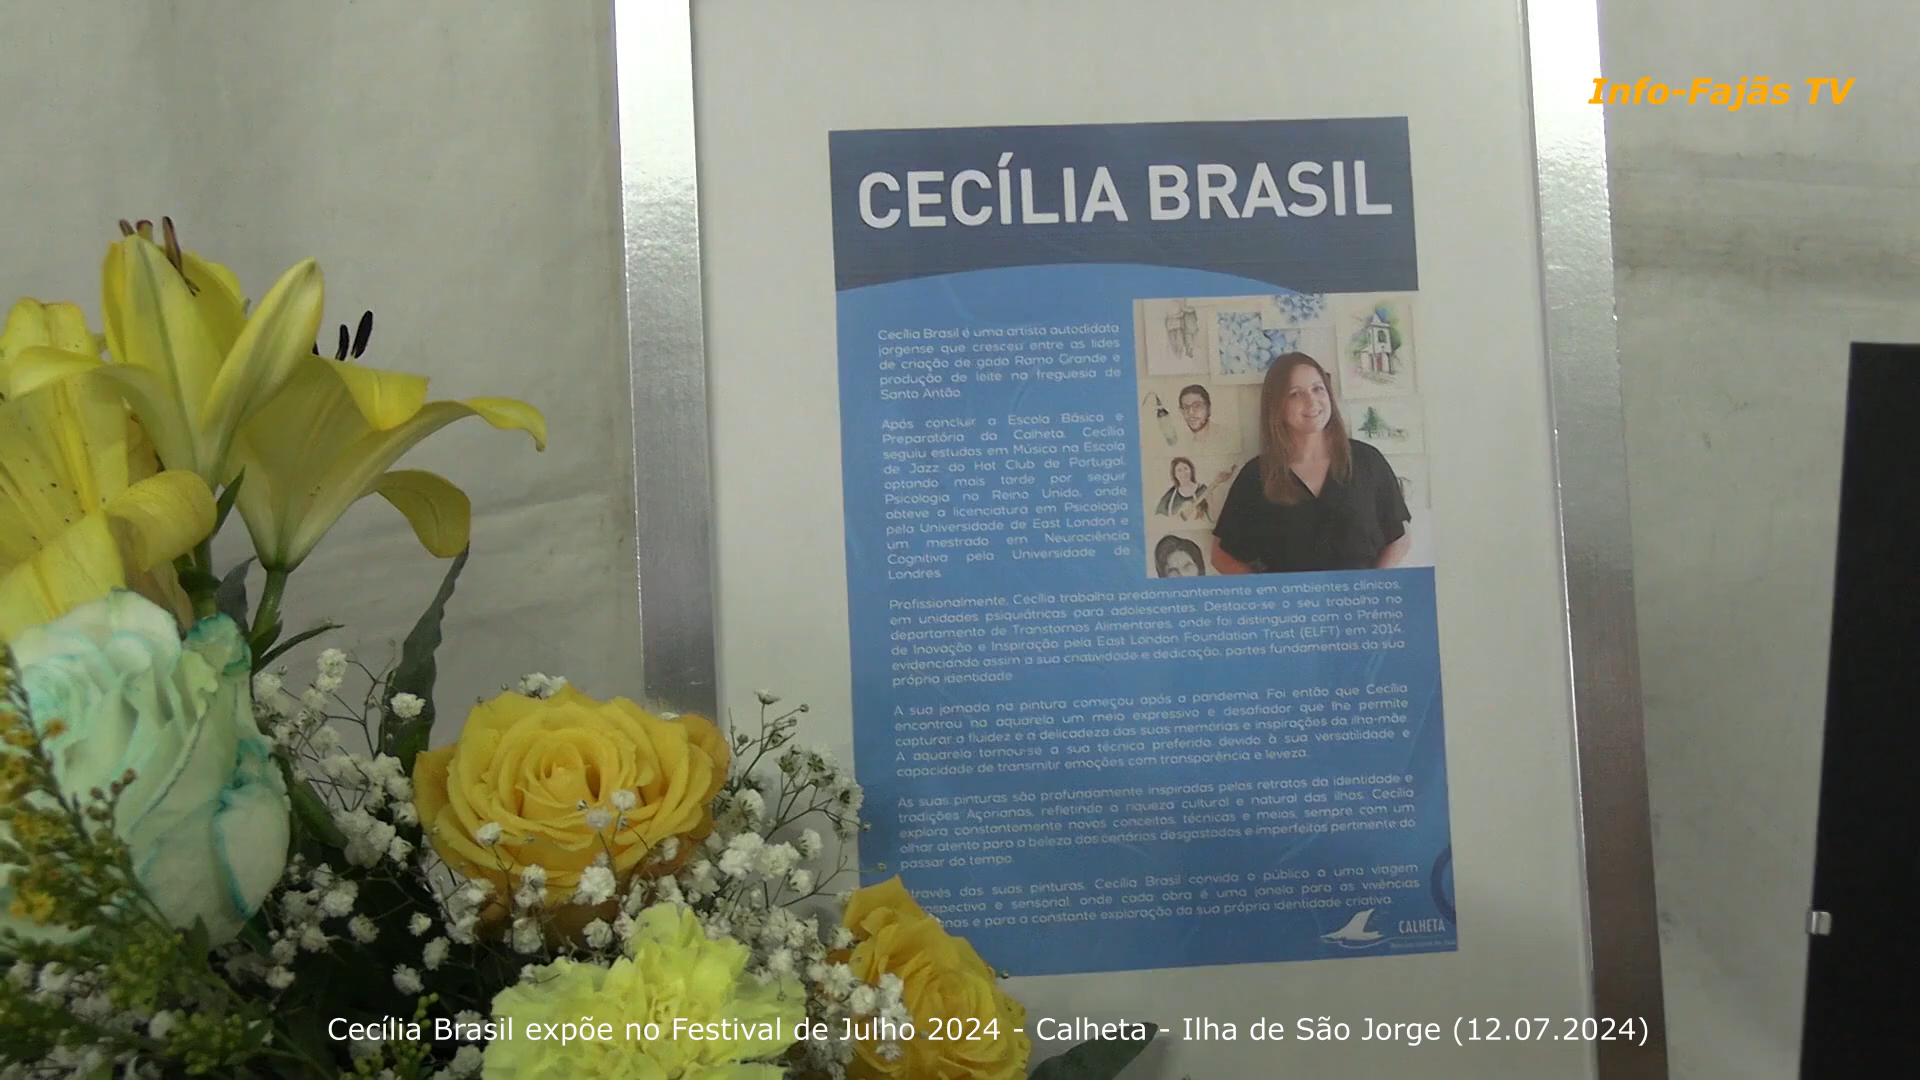 Info-Fajãs TV
CECÍLIA BRASIL
Cecília Brasil é uma artista autodidata
jorgense que cresceu entre as lides
de criação de gado Ramo Grande e
produção de leite na freguesia de
Santo Antão.
Após concluir a Escola Básica e
Preparatória da Calheta, Cecília
seguiu estudos em Música na Escola
de Jazz do Hot Club de Portugal,
optando mais tarde por seguir
Psicologia no Reino Unido, onde
obteve a licenciatura em Psicologia
pela Universidade de East London e
um mestrado em Neurociência
Cognitiva pela Universidade de
Londres.
Profissionalmente, Cecília trabalha predominantemente em ambientes clínicos,
em unidades psiquiátricas para adolescentes. Destaca-se o seu trabalho no
departamento de Transtornos Alimentares, onde foi distinguida com o Prémio
de Inovação e Inspiração pela East London Foundation Trust (ELFT) em 2014,
evidenciando assim a sua criatividade e dedicação, partes fundamentais da sua
própria identidade.
A sua jornada na pintura começou após a pandemia. Foi então que Cecília
encontrou na aquarela um meio expressivo e desafiador que lhe permite
capturar a fluidez e a delicadeza das suas memórias e inspirações da ilha-mãe.
A aquarela tornou-se a sua técnica preferida devido à sua versatilidade e
capacidade de transmitir emoções com transparência e leveza.
As suas pinturas são profundamente inspiradas pelos retratos da identidade e
tradições Açorianas, refletindo a riqueza cultural e natural das ilhas. Cecília
explora constantemente novos conceitos, técnicas e meios, sempre com um
olhar atento para a beleza dos cenários desgastados e imperfeitos pertinente do
passar do tempo.
através das suas pinturas, Cecília Brasil convida o público a uma viagem
ospectiva e sensorial, onde cada obra é uma janela para as vivências
anas e para a constante exploração da sua própria identidade criativa.
CALHETA
Cecília Brasil expõe no Festival de Julho 2024 - Calheta - Ilha de São Jorge (12.07.2024)